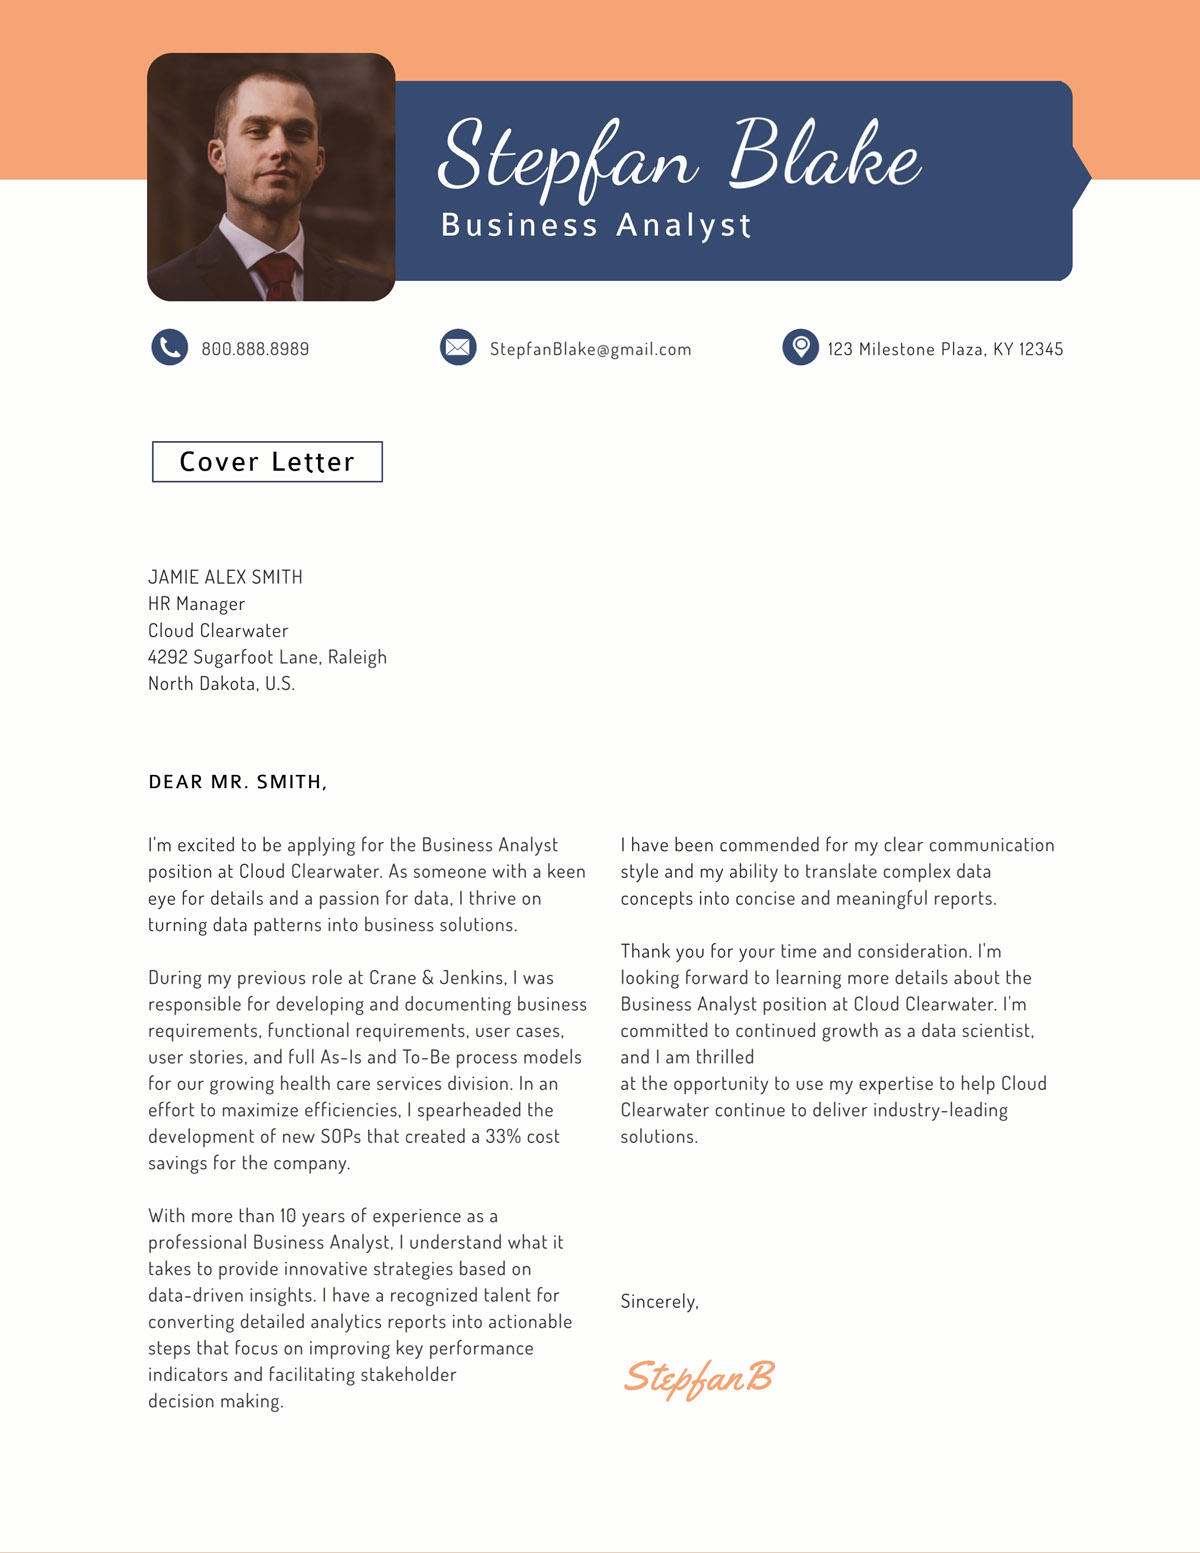 Stepfan Blake
Business Analyst
800.888.8989
StepfanBlake@gmail.com
123 Milestone Plaza, KY 12345
Cover Letter
JAMIE ALEX SMITH
HR Manager
Cloud Clearwater
4292 Sugarfoot Lane, Raleigh
North Dakota, U.S.
DEAR MR. SMITH,
I'm excited to be applying for the Business Analyst
position at Cloud Clearwater. As someone with a keen
eye for details and a passion for data, I thrive on
turning data patterns into business solutions.
During my previous role at Crane & Jenkins, I was
responsible for developing and documenting business
requirements, functional requirements, user cases,
user stories, and full As-Is and To-Be process models
for our growing health care services division. In an
effort to maximize efficiencies, I spearheaded the
development of new SOPs that created a 33% cost
savings for the company.
With more than 10 years of experience as a
professional Business Analyst, I understand what it
takes to provide innovative strategies based on
data-driven insights. I have a recognized talent for
converting detailed analytics reports into actionable
steps that focus on improving key performance
indicators and facilitating stakeholder
decision making.
I have been commended for my clear communication
style and my ability to translate complex data
concepts into concise and meaningful reports.
Thank you for your time and consideration. I'm
looking forward to learning more details about the
Business Analyst position at Cloud Clearwater. I'm
committed to continued growth as a data scientist,
and I am thrilled
at the opportunity to use my expertise to help Cloud
Clearwater continue to deliver industry-leading
solutions.
Sincerely,
StepfanB